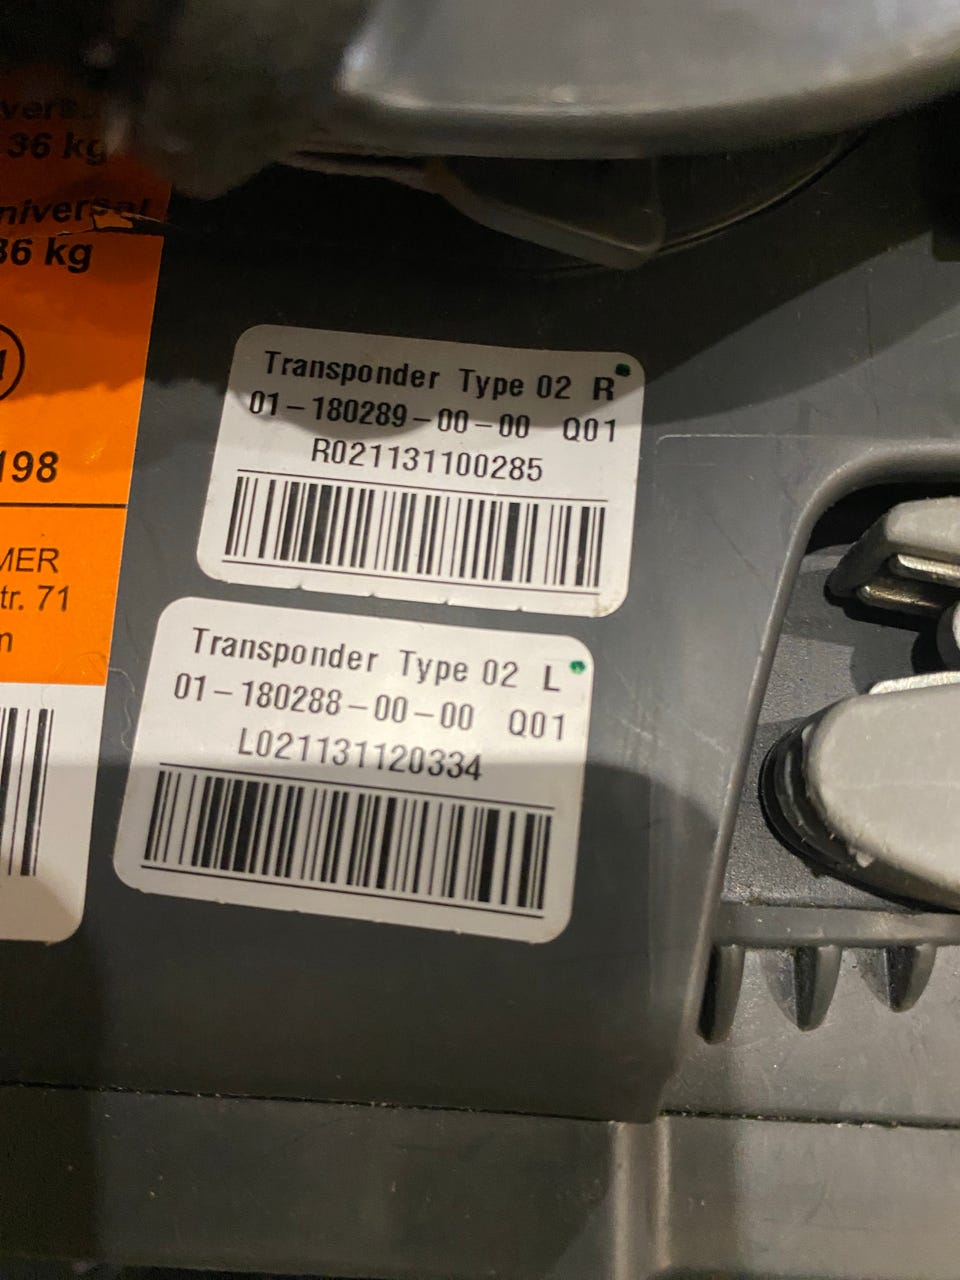 36 kg
36 kg
198
MER
tr. 71
Transponder Type 02 R
01-180289-00-00 Q01
R021131100285
Transponder Type 02 L
01-180288-00-00 Q01
L021131120334